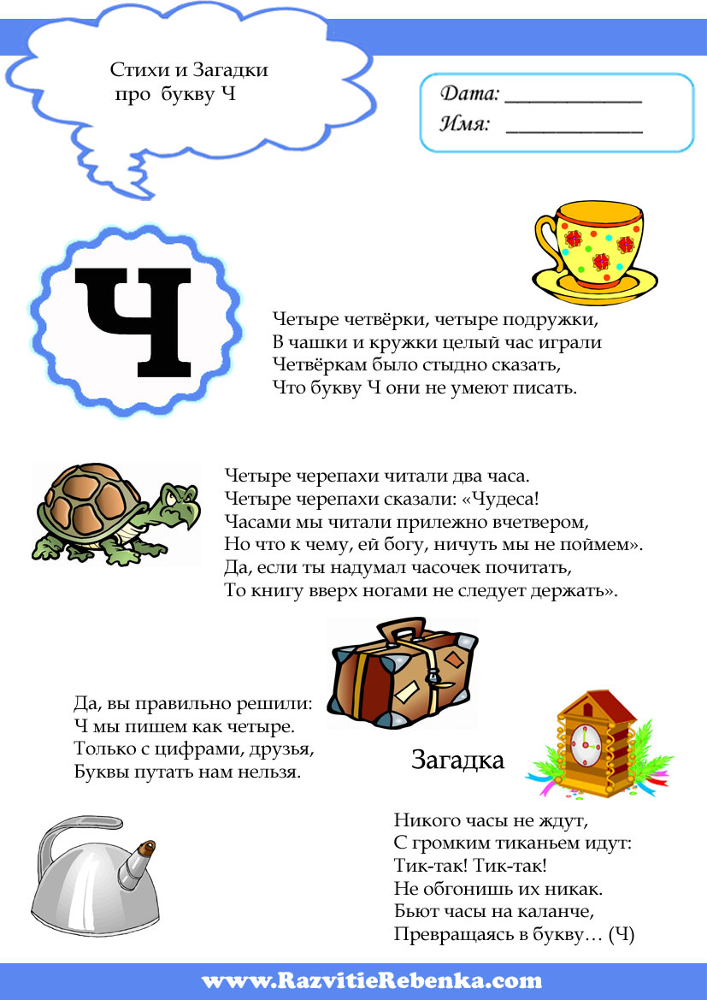 Стихи и Загадки
про букву Ч
Дата: _____________
Имя: _____________
Ч
Четыре четвёрки, четыре подружки,
В чашки и кружки целый час играли
Четвёркам было стыдно сказать,
Что букву Ч они не умеют писать.
Четыре черепахи читали два часа.
Четыре черепахи сказали: «Чудеса!
Часами мы читали прилежно вчетвером,
Но что к чему, ей богу, ничуть мы не поймем».
Да, если ты надумал часочек почитать,
То книгу вверх ногами не следует держать».
Да, вы правильно решили:
Ч мы пишем как четыре.
Только с цифрами, друзья,
Буквы путать нам нельзя.
Загадка
Никого часы не ждут,
С громким тиканьем идут:
Тик-так! Тик-так!
Не обгонишь их никак.
Бьют часы на каланче,
Превращаясь в букву… (Ч)
www.RazvitieRebenka.com